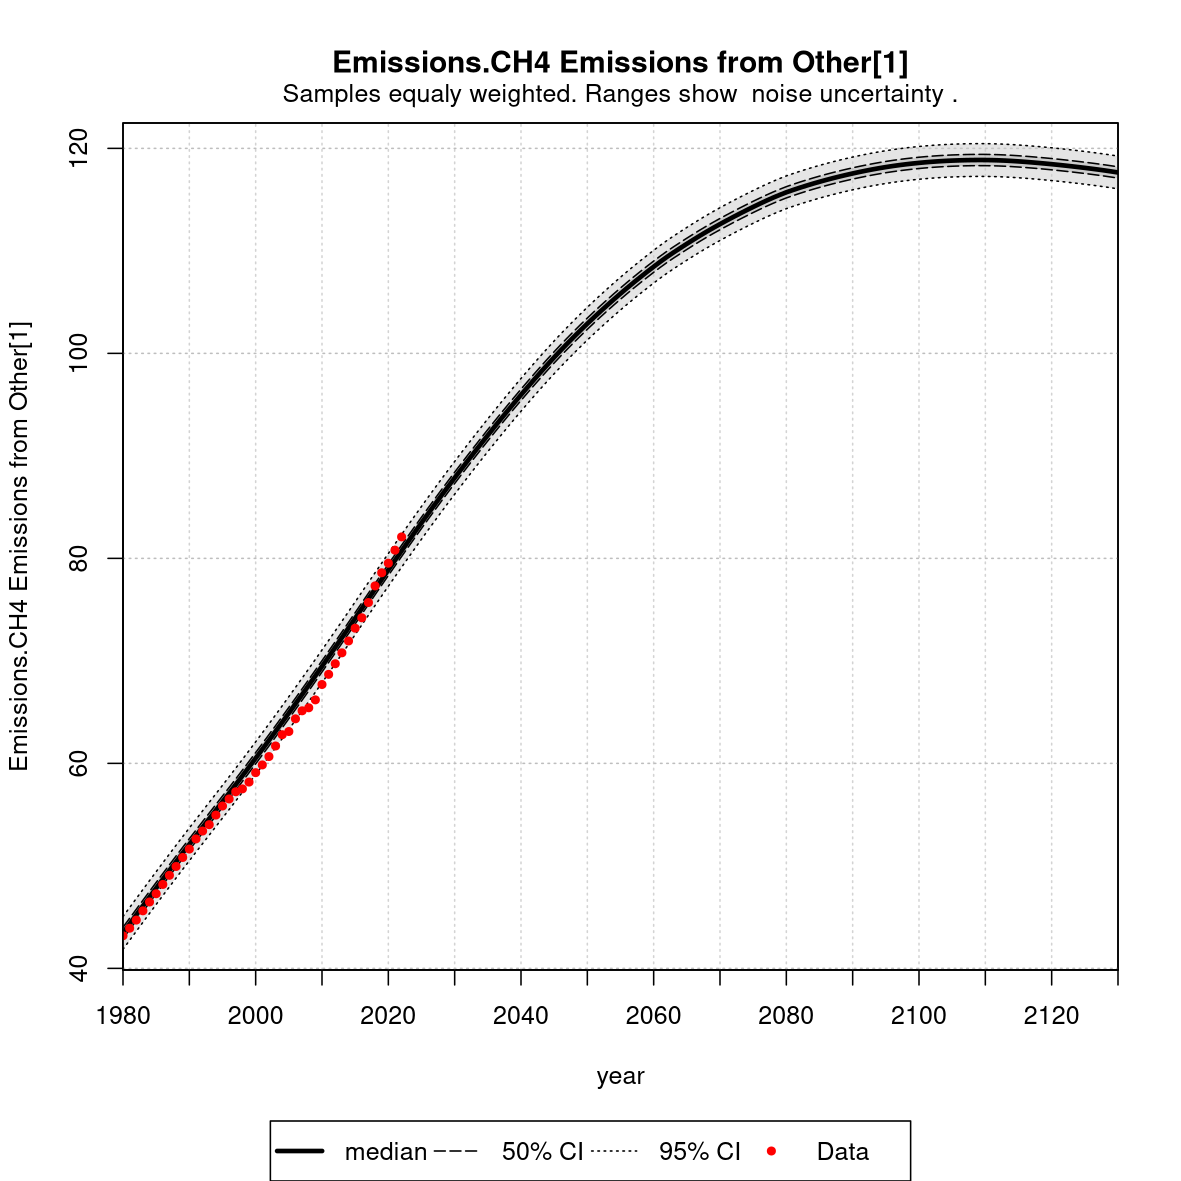 Emissions.CH4 Emissions from Other[1]
Samples equaly weighted. Ranges show  noise uncertainty .
Emissions.CH4 Emissions from Other[1]
120
100
80
60
40
1980 2000 2020 2040 2060 2080 2100 2120
year
median 50% CI 95% CI Data